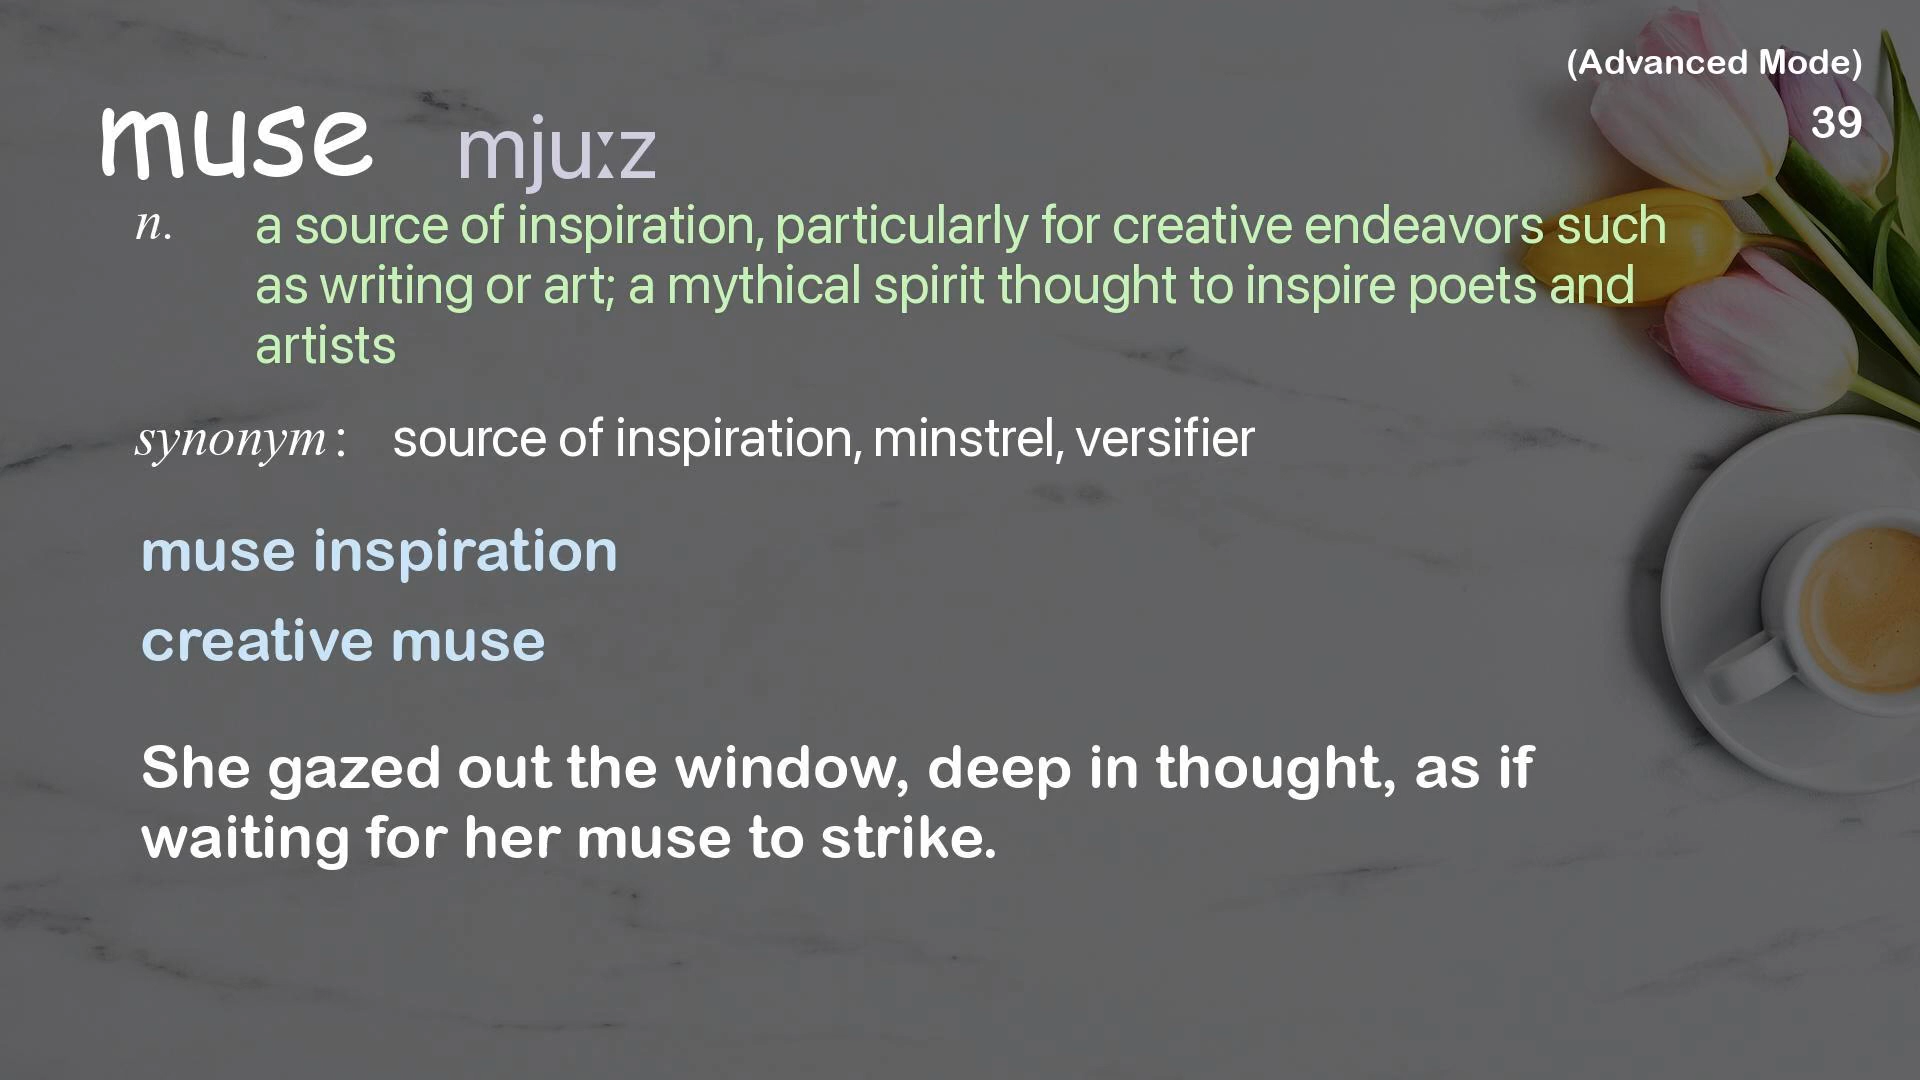 (Advanced Mode)
39
muse mjuːz
n. a source of inspiration, particularly for creative endeavors such
as writing or art; a mythical spirit thought to inspire poets and
artists
synonym: source of inspiration, minstrel, versifier
muse inspiration
creative muse
She gazed out the window, deep in thought, as if
waiting for her muse to strike.